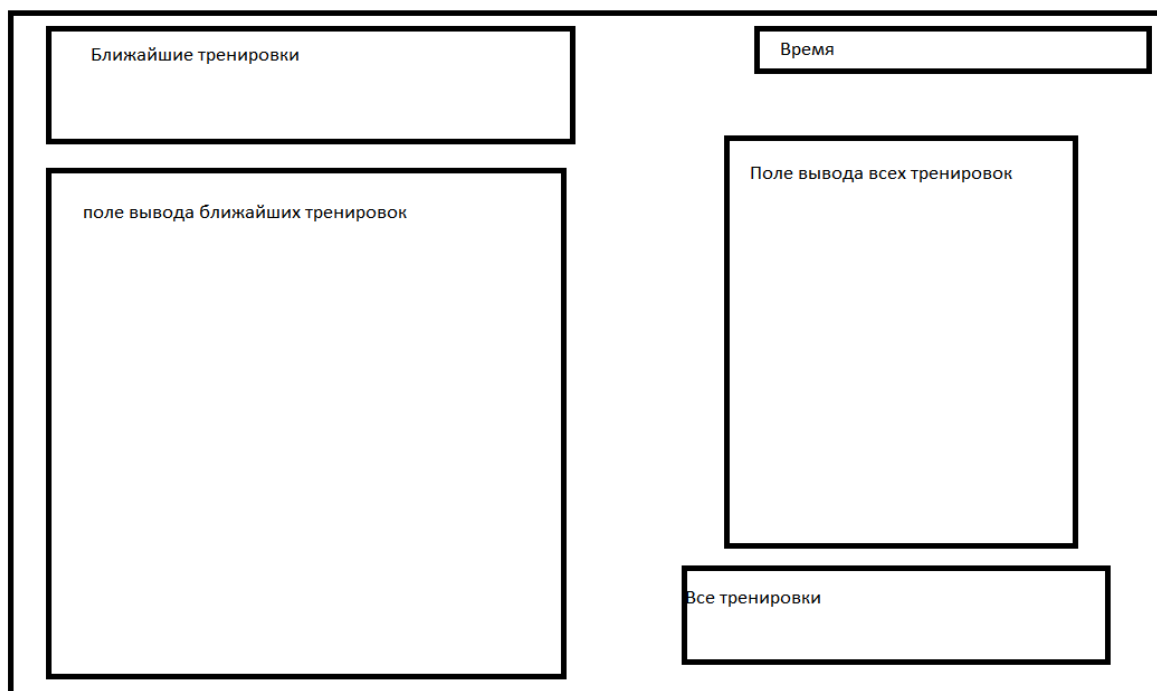 Ближайшие тренировки
Время
поле вывода ближайших тренировок
Поле вывода всех тренировок
Все тренировки